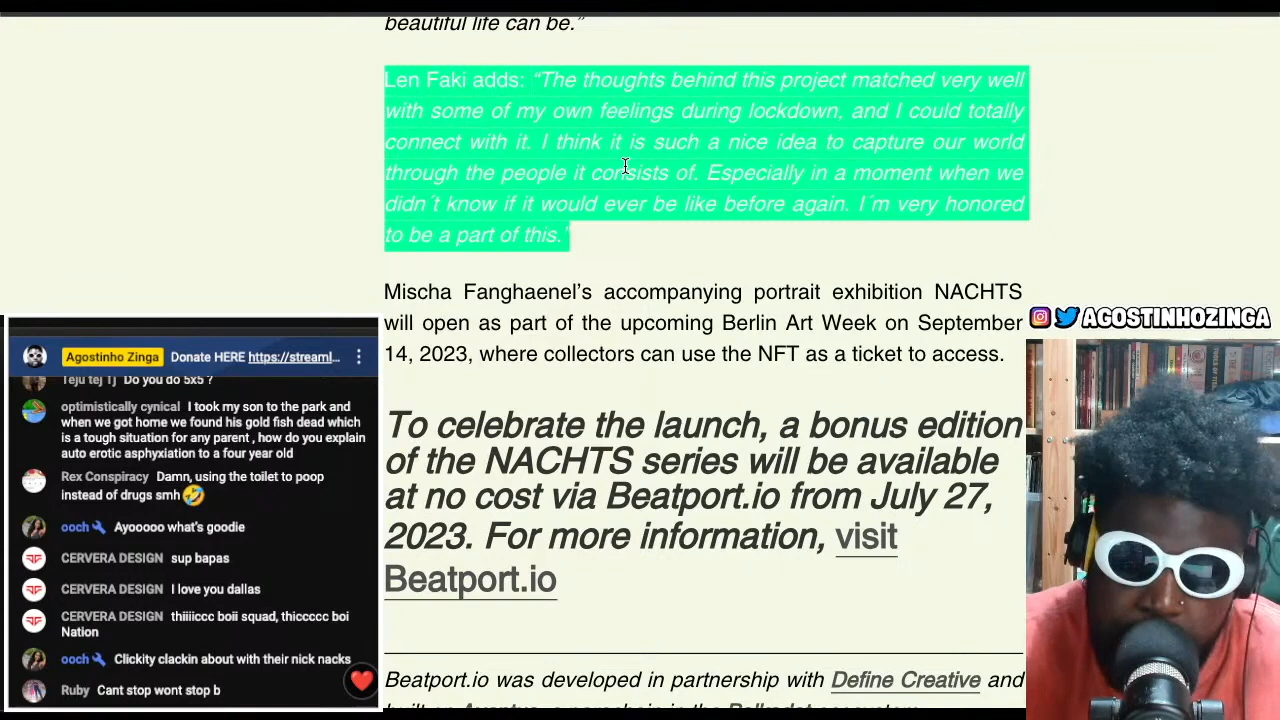 beautiful life can be.”
Len Faki adds: “The thoughts behind this project matched very well
with some of my own feelings during lockdown, and I could totally
connect with it. I think it is such a nice idea to capture our world
through the people it consists of. Especially in a moment when we
didn´t know if it would ever be like before again. I´m very honored
to be a part of this.”
Mischa Fanghaenel’s accompanying portrait exhibition NACHTS
will open as part of the upcoming Berlin Art Week on September
14, 2023, where collectors can use the NFT as a ticket to access.
To celebrate the launch, a bonus edition
of the NACHTS series will be available
at no cost via Beatport.io from July 27,
2023. For more information, visit
Beatport.io
Beatport.io was developed in partnership with Define Creative and
Agostinho Zinga Donate HERE https://streaml...
Teju tej 1j Do you do 5x5 ?
optimistically cynical I took my son to the park and
when we got home we found his gold fish dead which
is a tough situation for any parent , how do you explain
auto erotic asphyxiation to a four year old
Rex Conspiracy Damn, using the toilet to poop
instead of drugs smh 🤣
ooch Ayooooo what's goodie
CERVERA DESIGN sup bapas
CERVERA DESIGN I love you dallas
CERVERA DESIGN thiiiiccc boii squad, thiccccc boi
Nation
ooch Clickity clackin about with their nick nacks
Ruby Cant stop wont stop b
AGOSTINHOZINGA